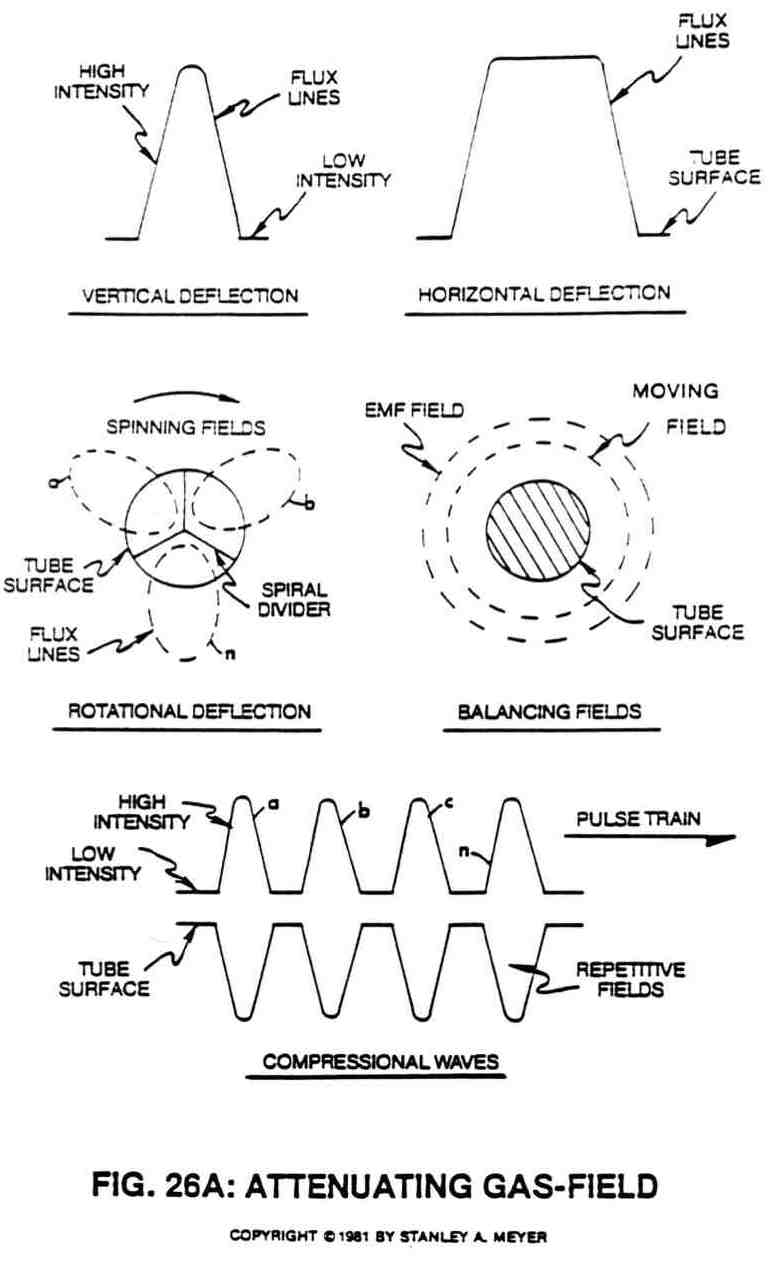 HIGH
INTENSITY
FLUX
LINES
LOW
INTENSITY
VERTICAL DEFLECTION
FLUX
LINES
TUBE
SURFACE
HORIZONTAL DEFLECTION
SPINNING FIELDS
a
b
TUBE
SURFACE
SPIRAL
DIVIDER
FLUX
LINES
n
ROTATIONAL DEFLECTION
EMF FIELD
MOVING
FIELD
TUBE
SURFACE
BALANCING FIELDS
HIGH
INTENSITY
a
b
c
n
PULSE TRAIN
LOW
INTENSITY
TUBE
SURFACE
REPETITIVE
FIELDS
COMPRESSIONAL WAVES
FIG. 26A: ATTENUATING GAS-FIELD
COPYRIGHT © 1981 BY STANLEY A. MEYER